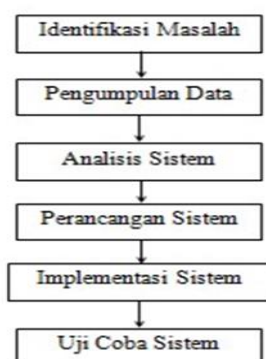 Identifikasi Masalah
Pengumpulan Data
Analisis Sistem
Perancangan Sistem
Implementasi Sistem
Uji Coba Sistem